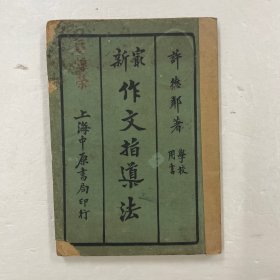 許德鄰著
學校用書
最新
作文指導法
上海中原書局印行